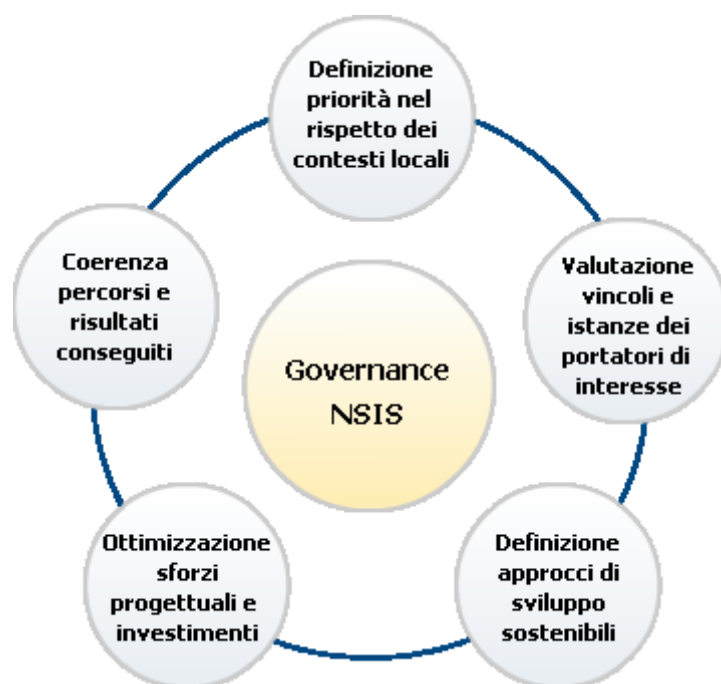 Definizione
priorità nel
rispetto dei
contesti locali
Valutazione
vincoli e
istanze dei
portatori di
interesse
Definizione
approcci di
sviluppo
sostenibili
Ottimizzazione
sforzi
progettuali e
investimenti
Coerenza
percorsi e
risultati
conseguiti
Governance
NSIS